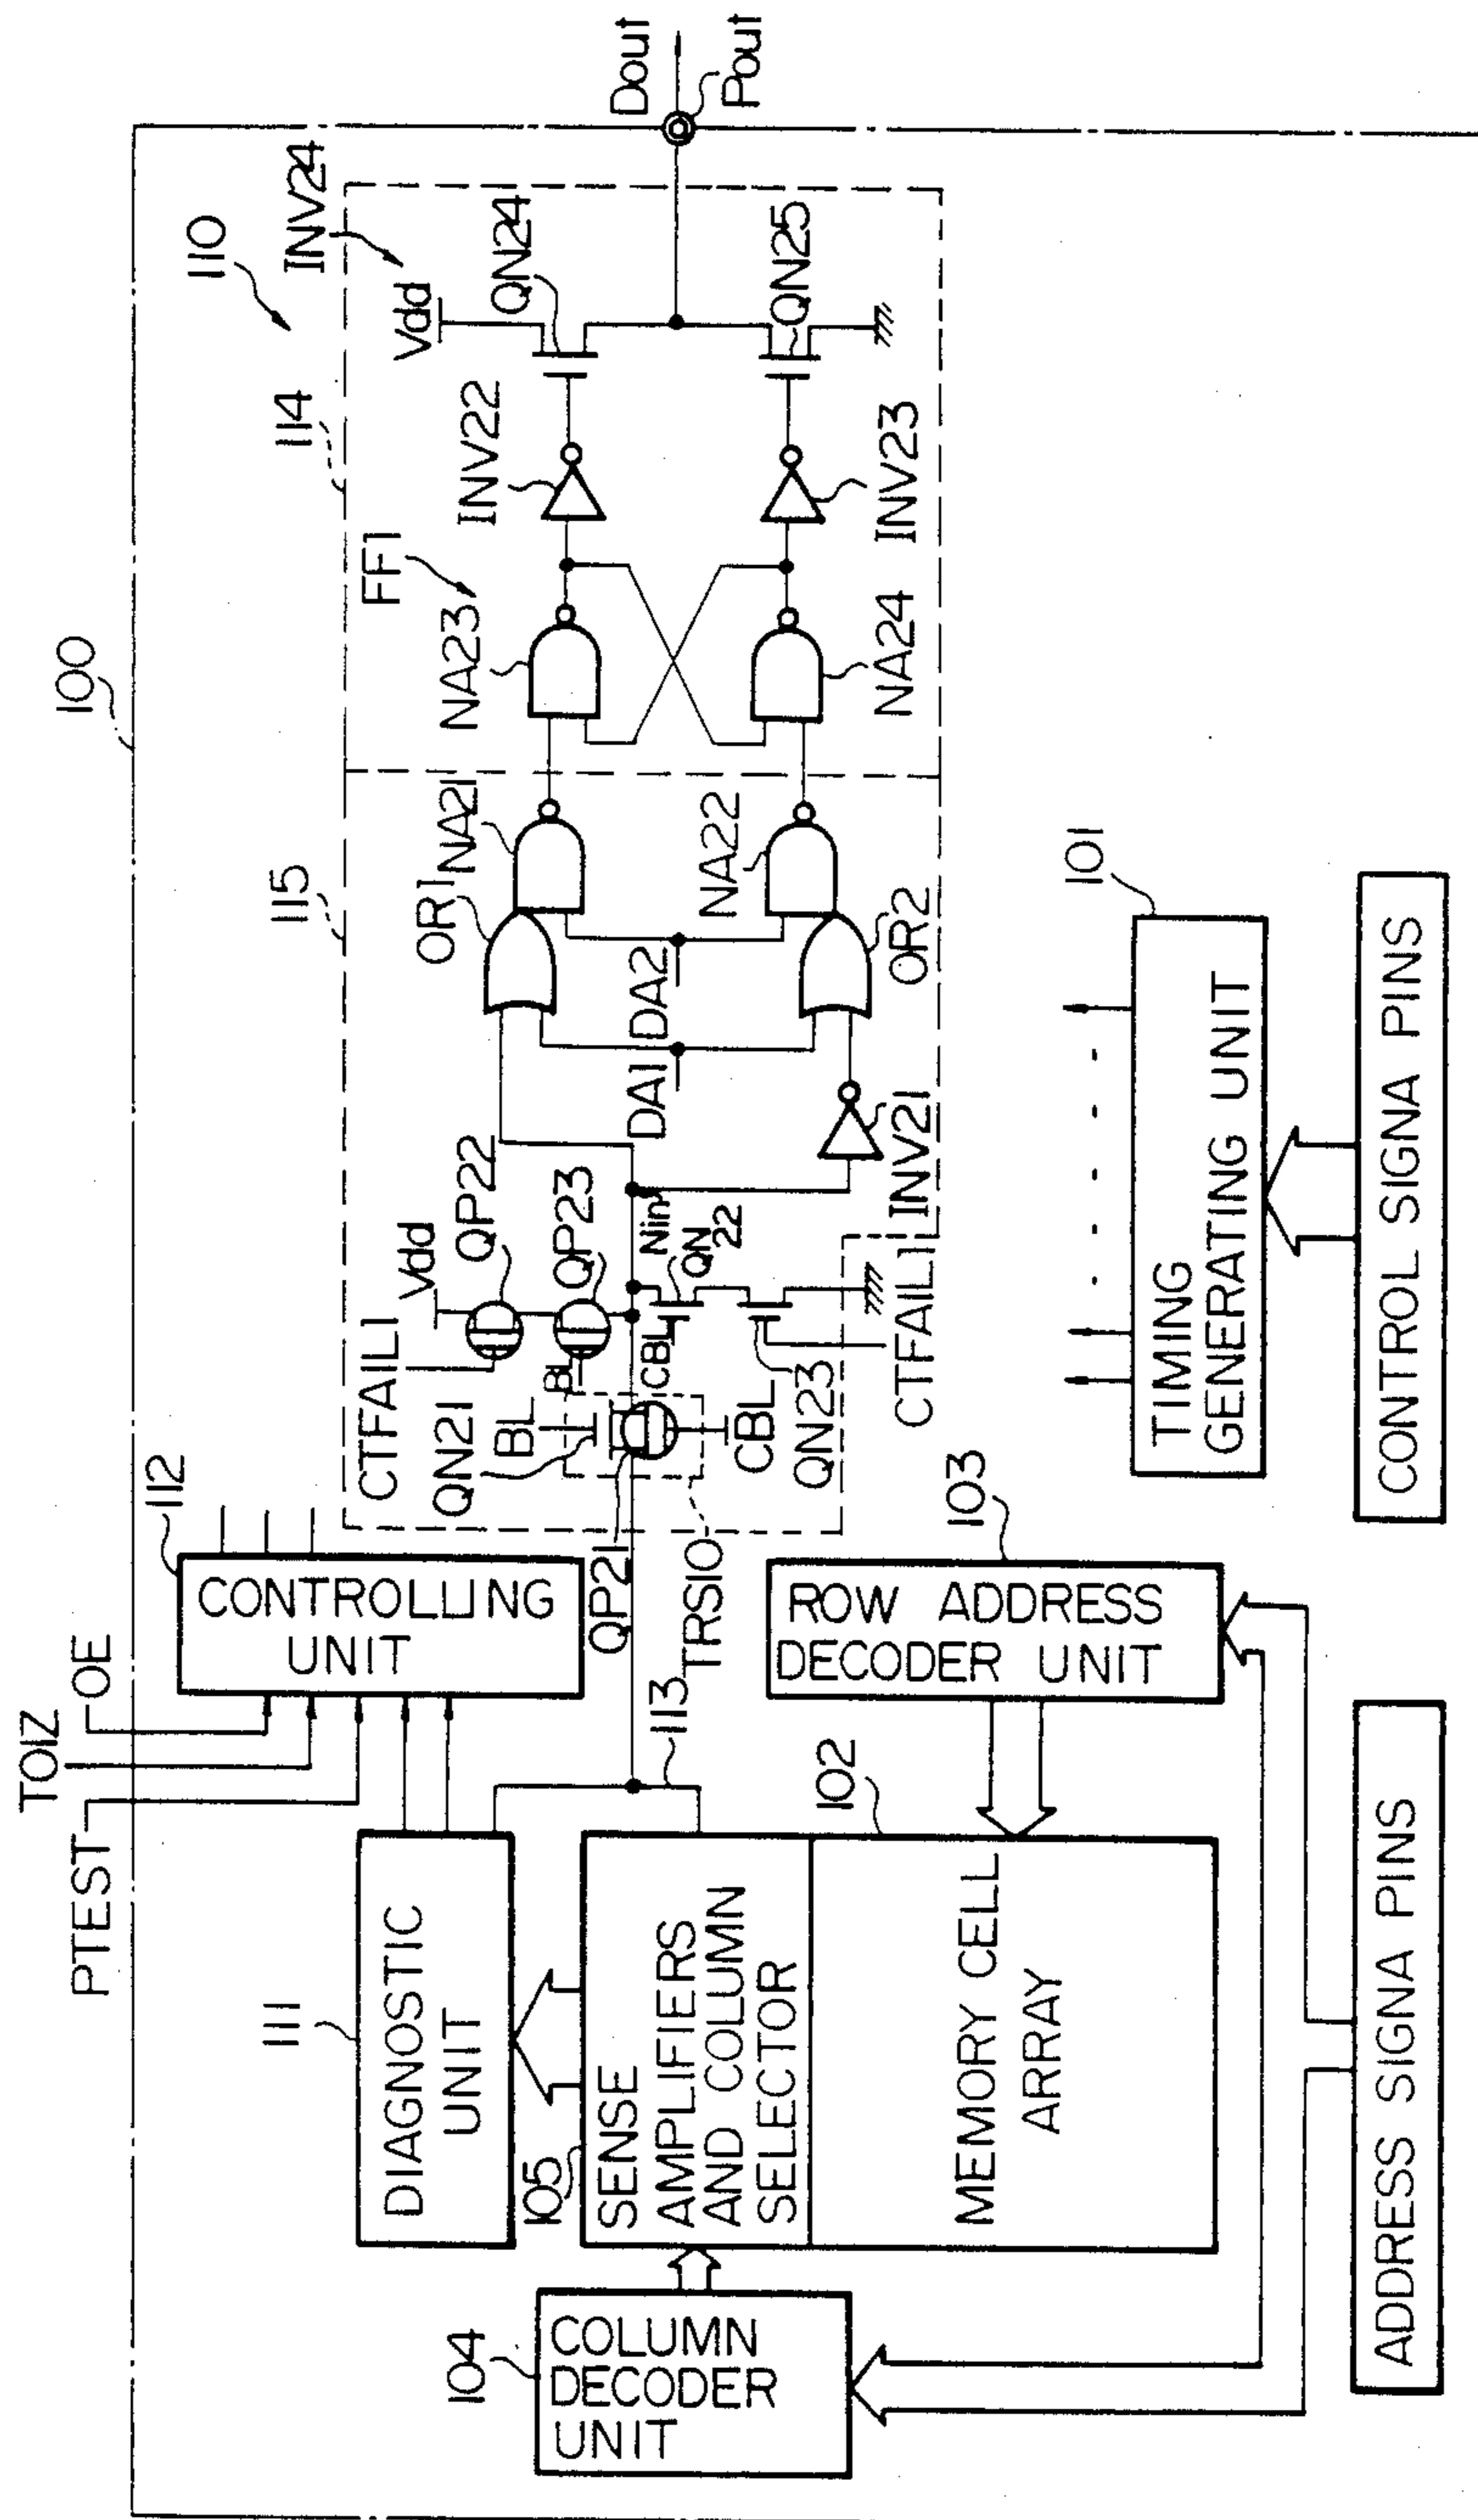 100
110
INV24
114
FF1
NA23
INV22
Vdd
QN24
Dout
Pout
QN25
INV23
NA24
115
OR1
NA21
NA22
OR2
DA1
DA2
INV21
CTFAIL1
Vdd
QP22
QP23
BL
Nin
QN22
CBL
QN21
BL
QP21
CBL
QN23
CTFAIL1
TRS10
112
CONTROLLING
UNIT
PTEST
TOIZ
OE
111
DIAGNOSTIC
UNIT
113
105
SENSE
AMPLIFIERS
AND COLUMN
SELECTOR
102
MEMORY CELL
ARRAY
104
COLUMN
DECODER
UNIT
103
ROW ADDRESS
DECODER UNIT
101
TIMING
GENERATING UNIT
ADDRESS SIGNA PINS
CONTROL SIGNA PINS